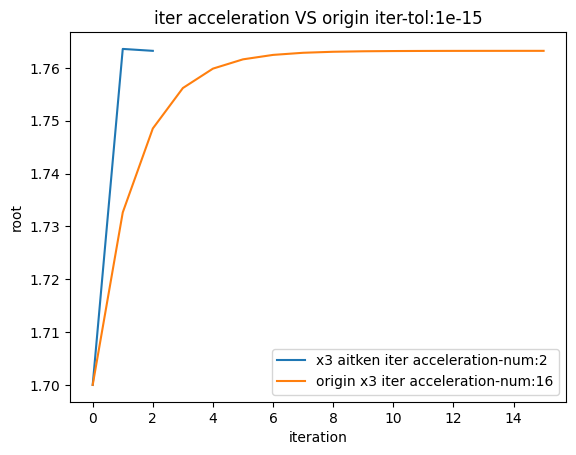 iter acceleration VS origin iter-tol:1e-15
root
1.76
1.75
1.74
1.73
1.72
1.71
1.70
x3 aitken iter acceleration-num:2
origin x3 iter acceleration-num:16
0 2 4 6 8 10 12 14
iteration